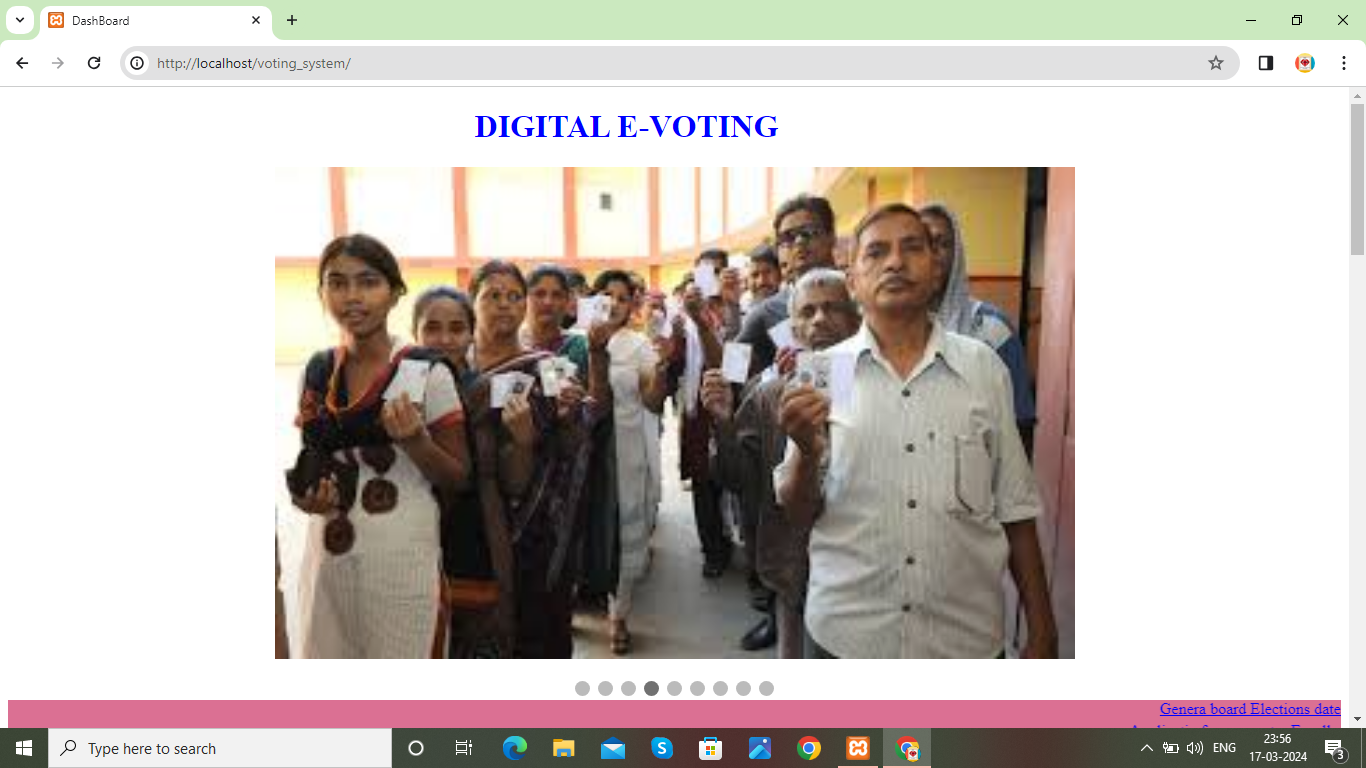 DashBoard
http://localhost/voting_system/
DIGITAL E-VOTING
Genera board Elections date
Type here to search
ENG
23:56
17-03-2024
3